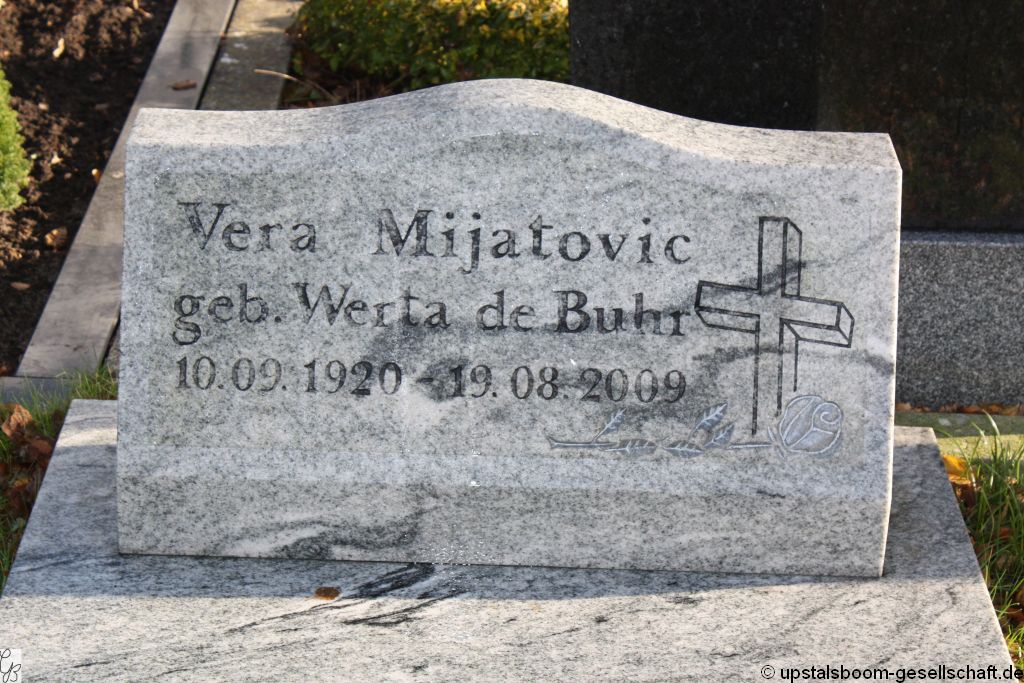 Vera Mijatovic
geb. Werta de Buhr
10.09.1920 - 19.08.2009
© upstalsboom-gesellschaft.de